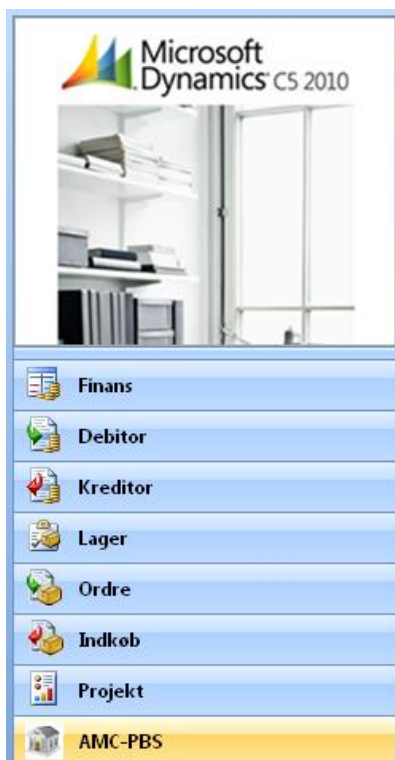 Microsoft
Dynamics C5 2010
Finans
Debitor
Kreditor
Lager
Ordre
Indkøb
Projekt
AMC-PBS